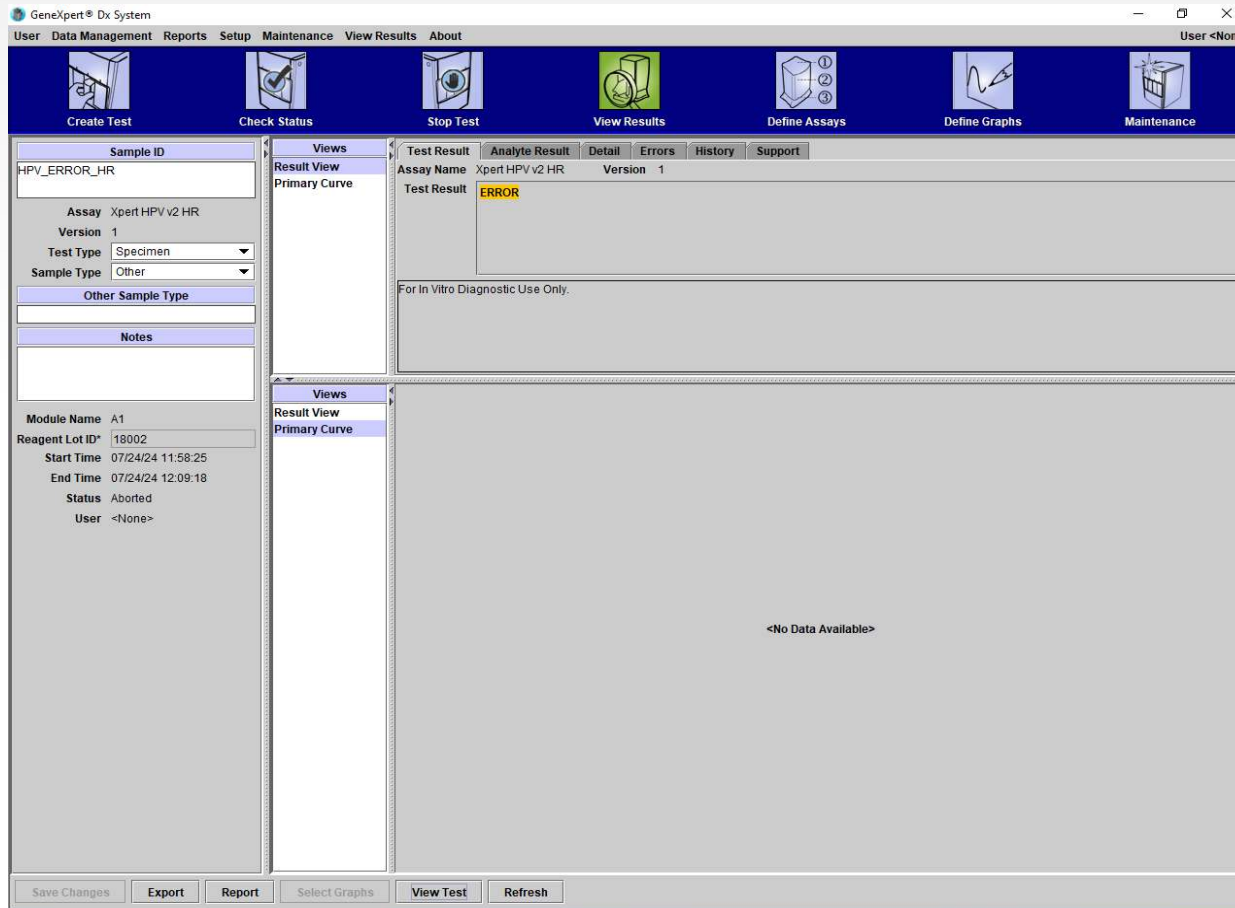 GeneXpert® Dx System
User Data Management Reports Setup Maintenance View Results About User <Non
① ② ③
Create Test Check Status Stop Test View Results Define Assays Define Graphs Maintenance
Sample ID
HPV_ERROR_HR
Assay Xpert HPV v2 HR
Version 1
Test Type Specimen
Sample Type Other
Other Sample Type
Notes
Module Name A1
Reagent Lot ID* 18002
Start Time 07/24/24 11:58:25
End Time 07/24/24 12:09:18
Status Aborted
User <None>
Views
Result View
Primary Curve
Test Result Analyte Result Detail Errors History Support
Assay Name Xpert HPV v2 HR Version 1
Test Result ERROR
For In Vitro Diagnostic Use Only.
Views
Result View
Primary Curve
<No Data Available>
Save Changes Export Report Select Graphs View Test Refresh